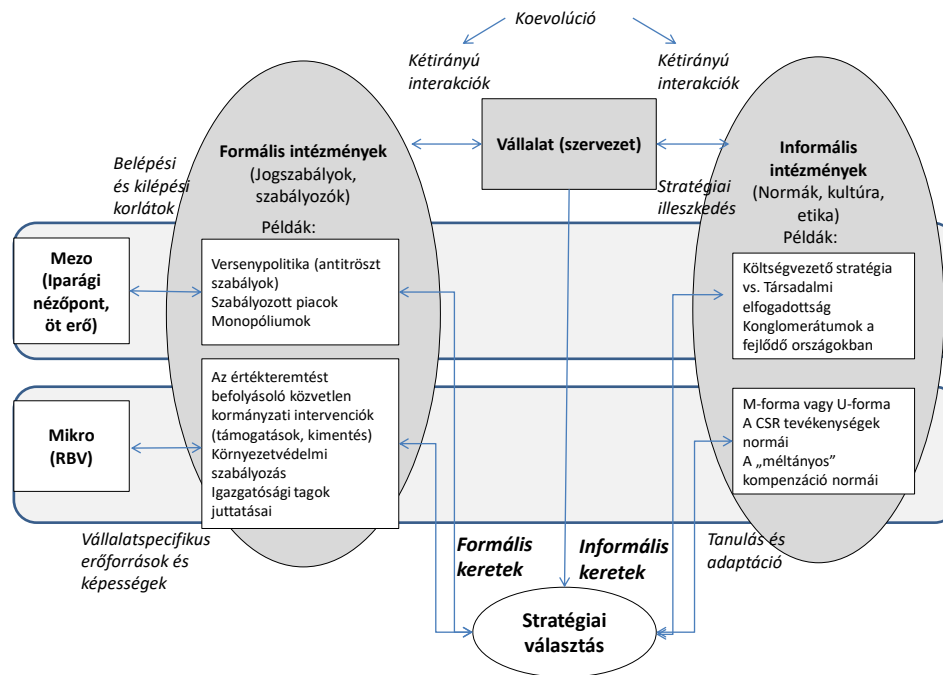 Koevolúció
Kétirányú
interakciók
Kétirányú
interakciók
Vállalat (szervezet)
Formális intézmények
(Jogszabályok,
szabályozók)
Példák:
Informális
intézmények
(Normák, kultúra,
etika)
Példák:
Belépési
és kilépési
korlátok
Stratégiai
illeszkedés
Mezo
(Iparági
nézőpont,
öt erő)
Versenypolitika (antitröszt
szabályok)
Szabályozott piacok
Monopóliumok
Költségvezető stratégia
vs. Társadalmi
elfogadottság
Konglomerátumok a
fejlődő országokban
Mikro
(RBV)
Az értékteremtést
befolyásoló közvetlen
kormányzati intervenciók
(támogatások, kimentés)
Környezetvédelmi
szabályozás
Igazgatósági tagok
juttatásai
M-forma vagy U-forma
A CSR tevékenységek
normái
A „méltányos”
kompenzáció normái
Vállalatspecifikus
erőforrások és
képességek
Formális
keretek
Informális
keretek
Tanulás és
adaptáció
Stratégiai
választás